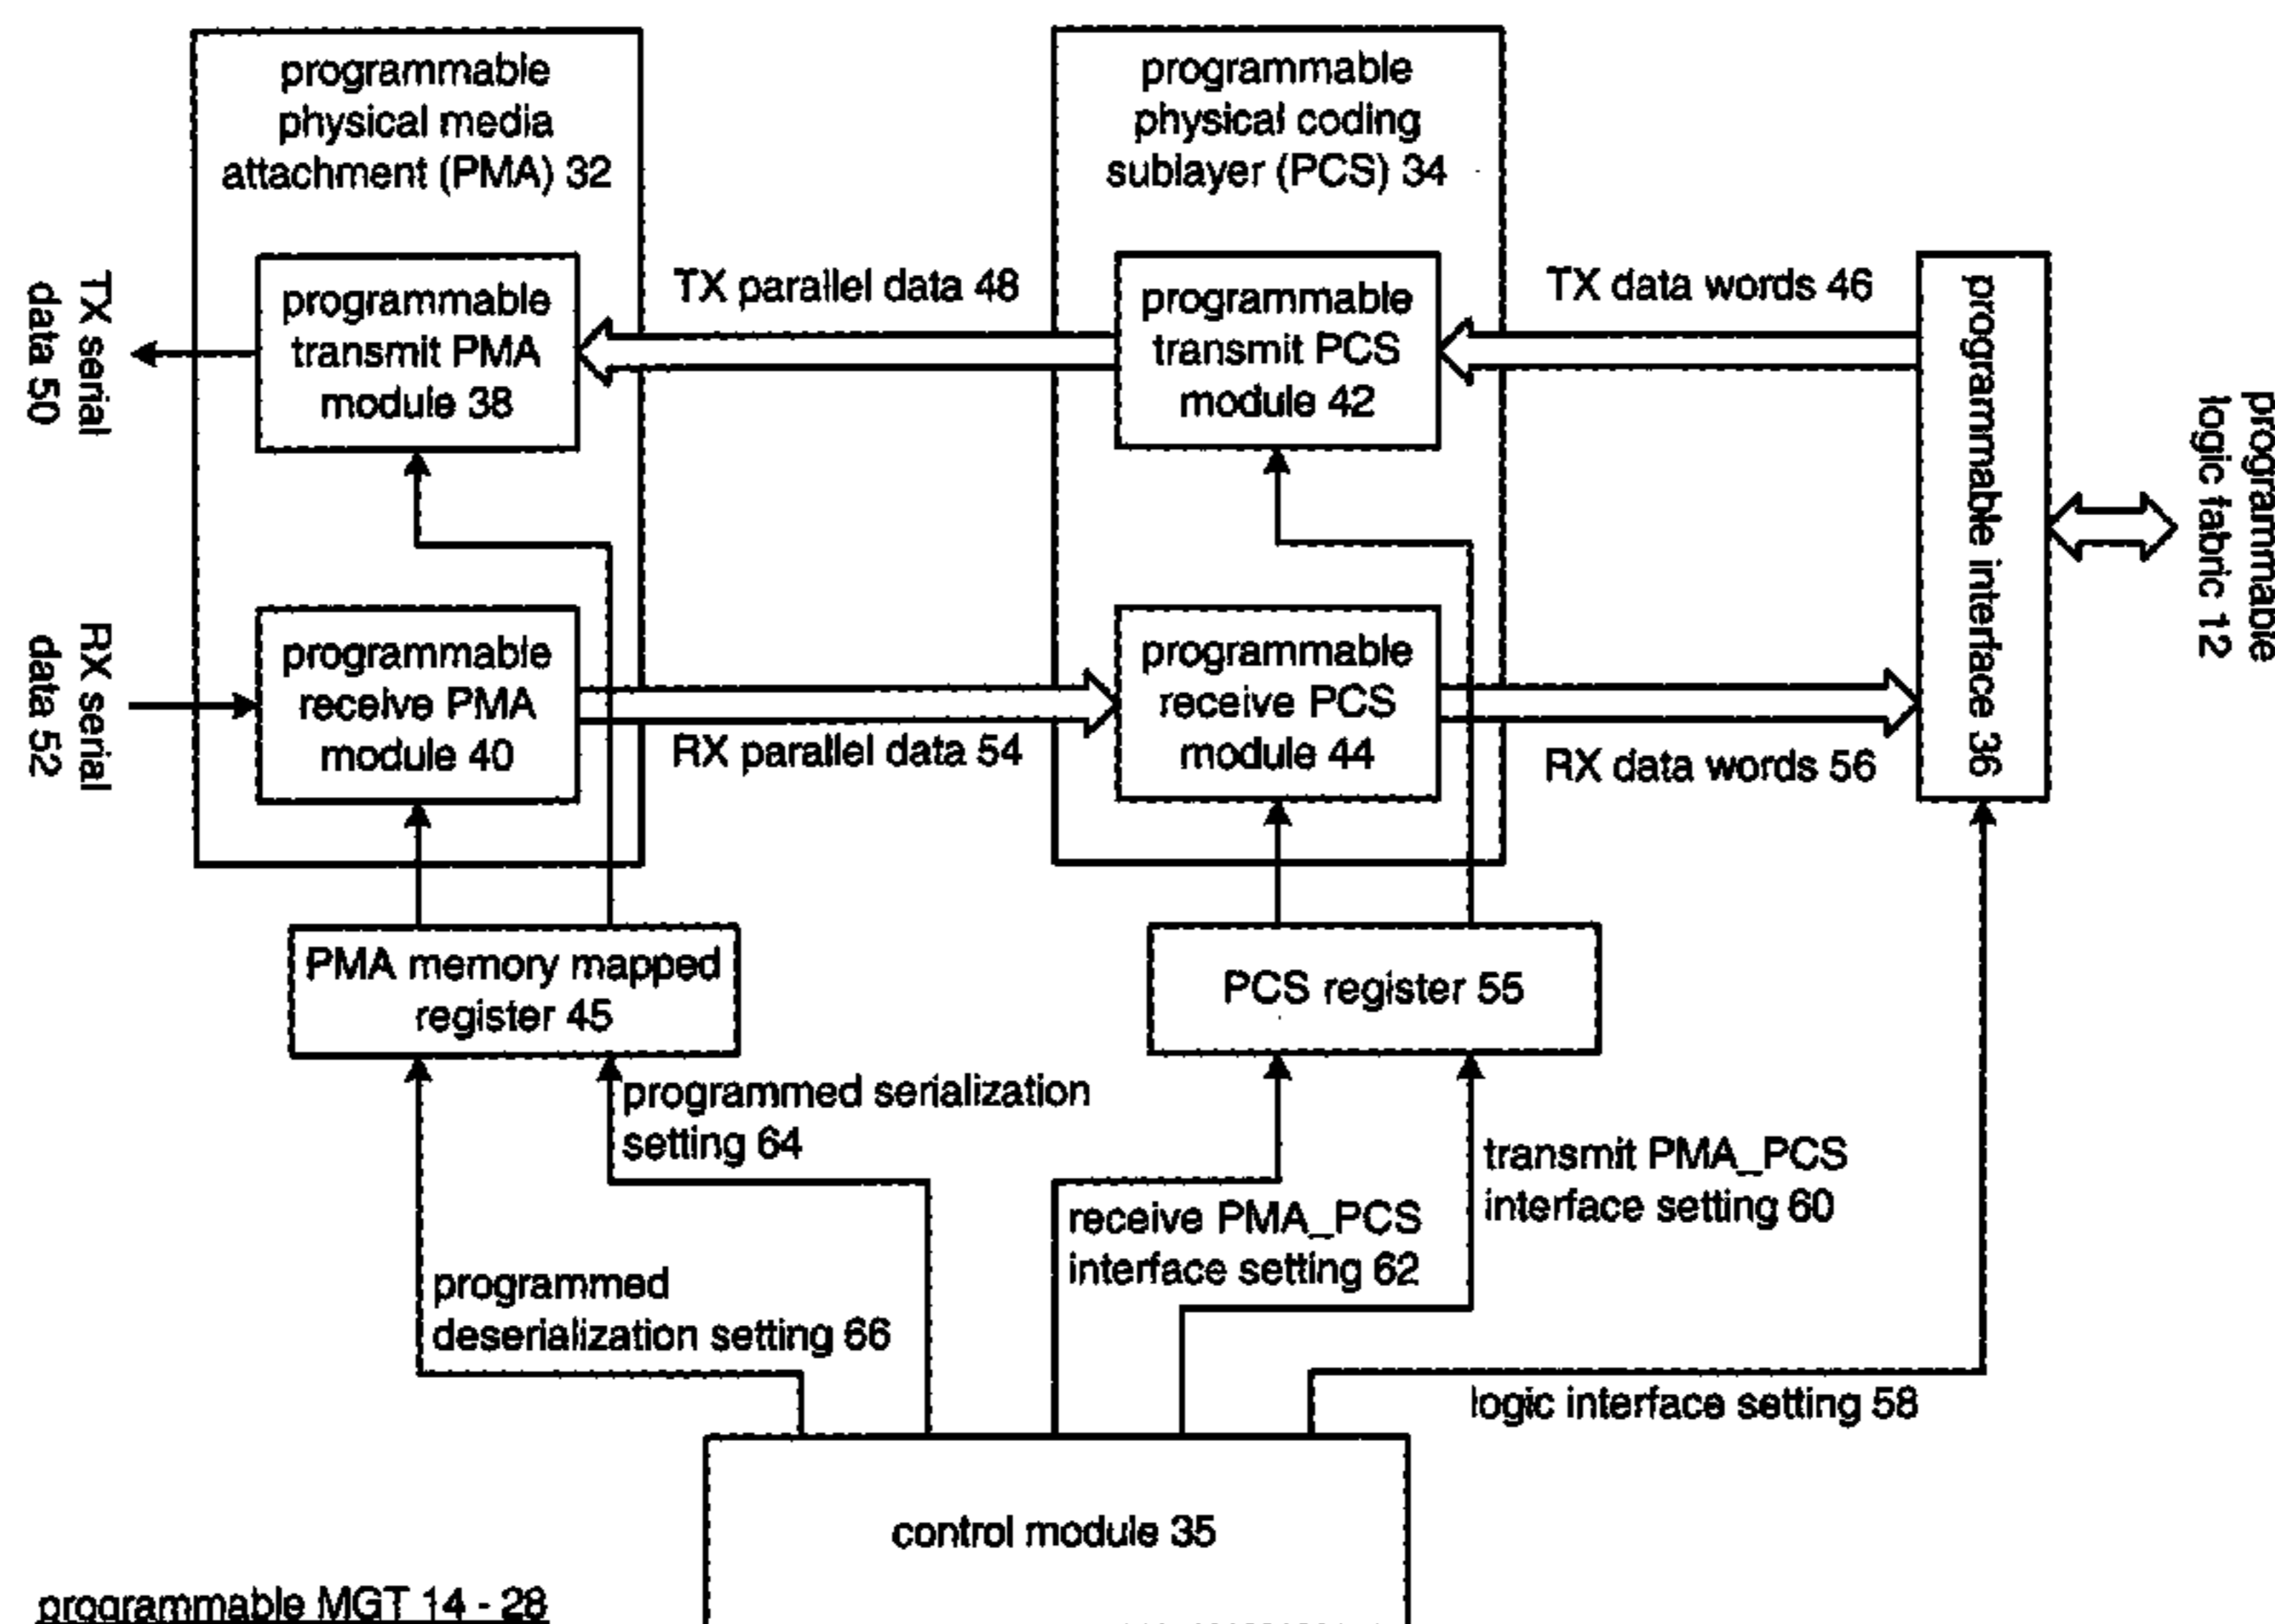 programmable
physical media
attachment (PMA) 32
programmable
physical coding
sublayer (PCS) 34
TX serial
data 50
programmable
transmit PMA
module 38
TX parallel data 48
programmable
transmit PCS
module 42
TX data words 46
programmable interface 36
programmable
logic fabric 12
RX serial
data 52
programmable
receive PMA
module 40
RX parallel data 54
programmable
receive PCS
module 44
RX data words 56
PMA memory mapped
register 45
PCS register 55
programmed serialization
setting 64
transmit PMA_PCS
interface setting 60
receive PMA_PCS
interface setting 62
programmed
deserialization setting 66
logic interface setting 58
control module 35
programmable MGT 14 - 28